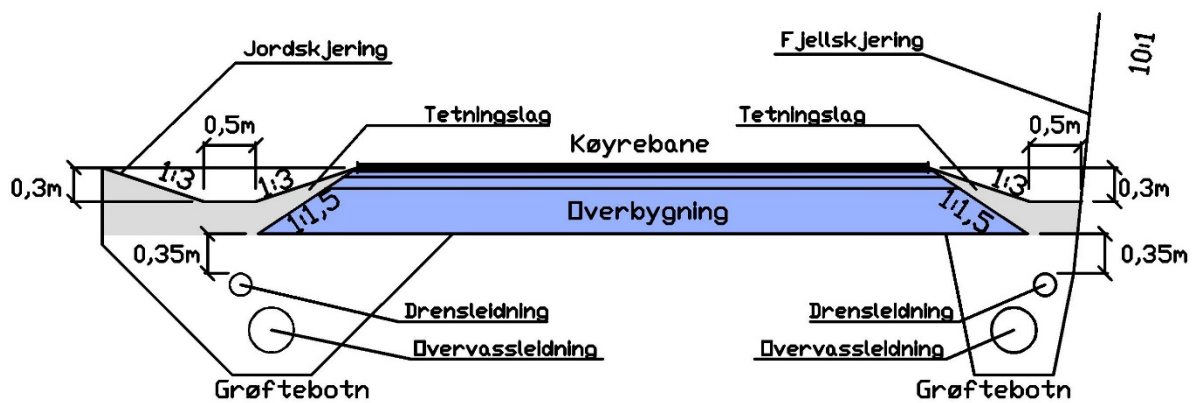 Jordskjering
Fjellskjering
10:1
0,5m
Tetningslag
Tetningslag
0,5m
Køyrebane
0,3m
1:3
1:3
1:3
0,3m
1:1,5
Overbygning
1:1,5
0,35m
0,35m
Drensleidning
Drensleidning
Overvassleidning
Overvassleidning
Grøftebotn
Grøftebotn